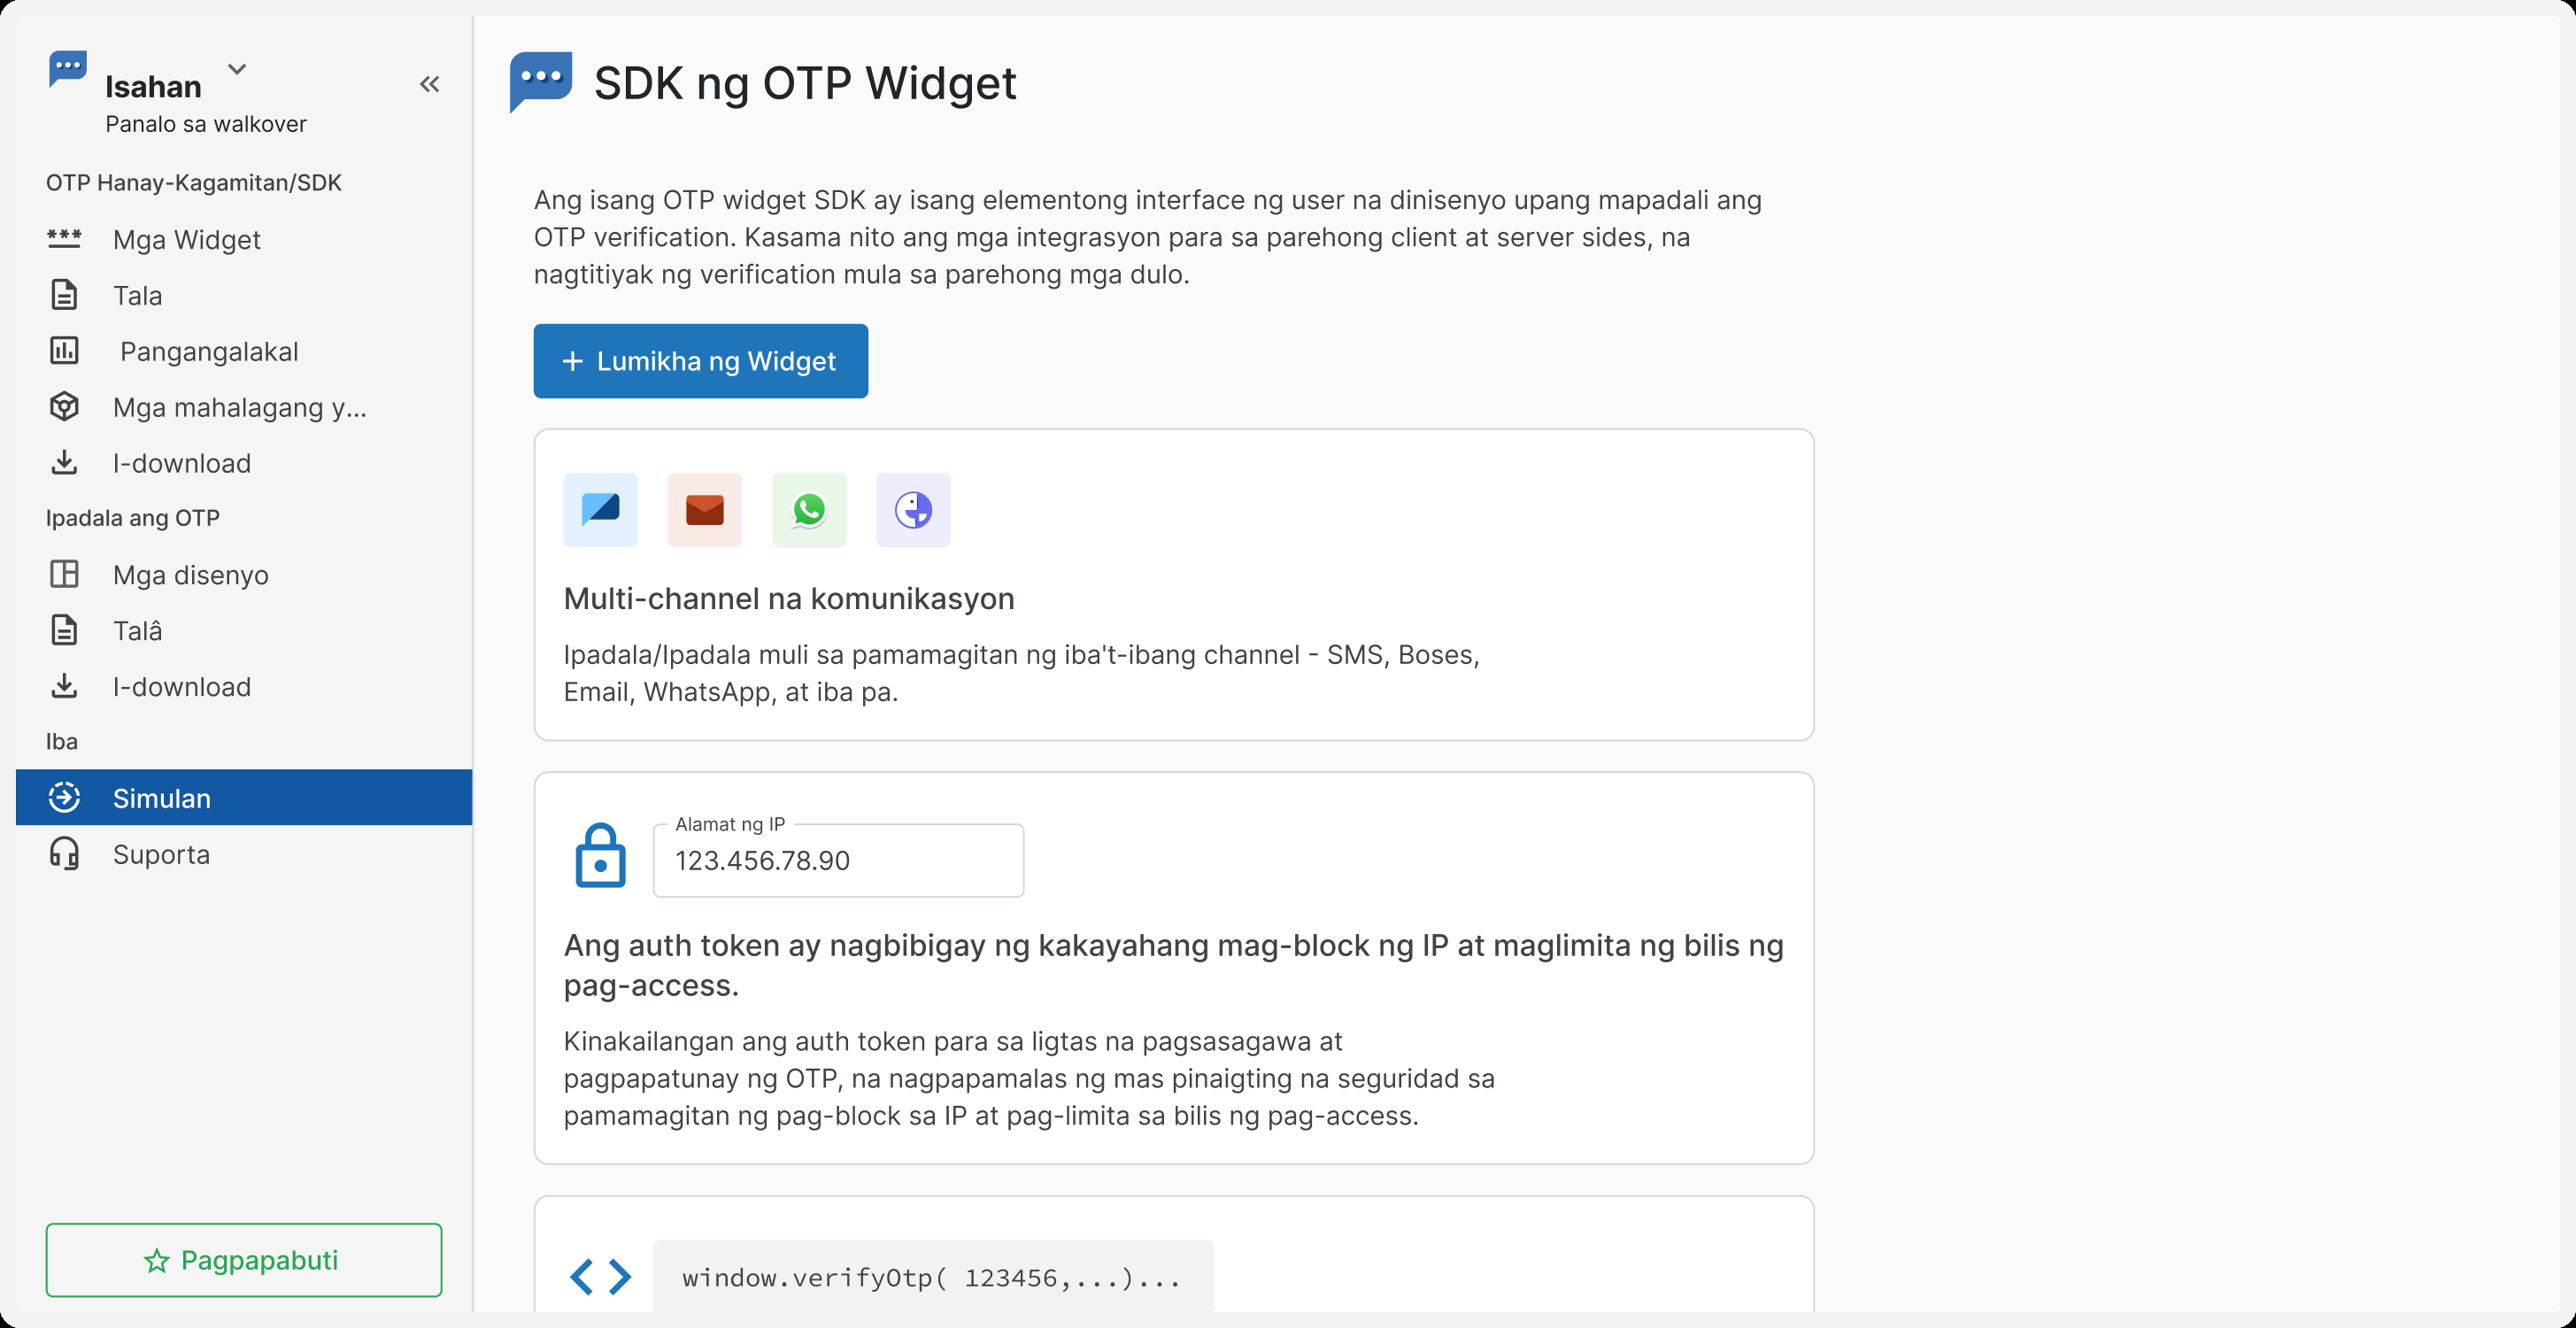 Isahan
Panalo sa walkover
OTP Hanay-Kagamitan/SDK
Mga Widget
Tala
Pangangalakal
Mga mahalagang y...
I-download
Ipadala ang OTP
Mga disenyo
Talâ
I-download
Iba
Simulan
Suporta
Pagpapabuti
SDK ng OTP Widget
Ang isang OTP widget SDK ay isang elementong interface ng user na dinisenyo upang mapadali ang
OTP verification. Kasama nito ang mga integrasyon para sa parehong client at server sides, na
nagtitiyak ng verification mula sa parehong mga dulo.
+ Lumikha ng Widget
Multi-channel na komunikasyon
Ipadala/Ipadala muli sa pamamagitan ng iba't-ibang channel - SMS, Boses,
Email, WhatsApp, at iba pa.
Alamat ng IP
123.456.78.90
Ang auth token ay nagbibigay ng kakayahang mag-block ng IP at maglimita ng bilis ng
pag-access.
Kinakailangan ang auth token para sa ligtas na pagsasagawa at
pagpapatunay ng OTP, na nagpapamalas ng mas pinaigting na seguridad sa
pamamagitan ng pag-block sa IP at pag-limita sa bilis ng pag-access.
window.verifyOtp( 123456,...)...